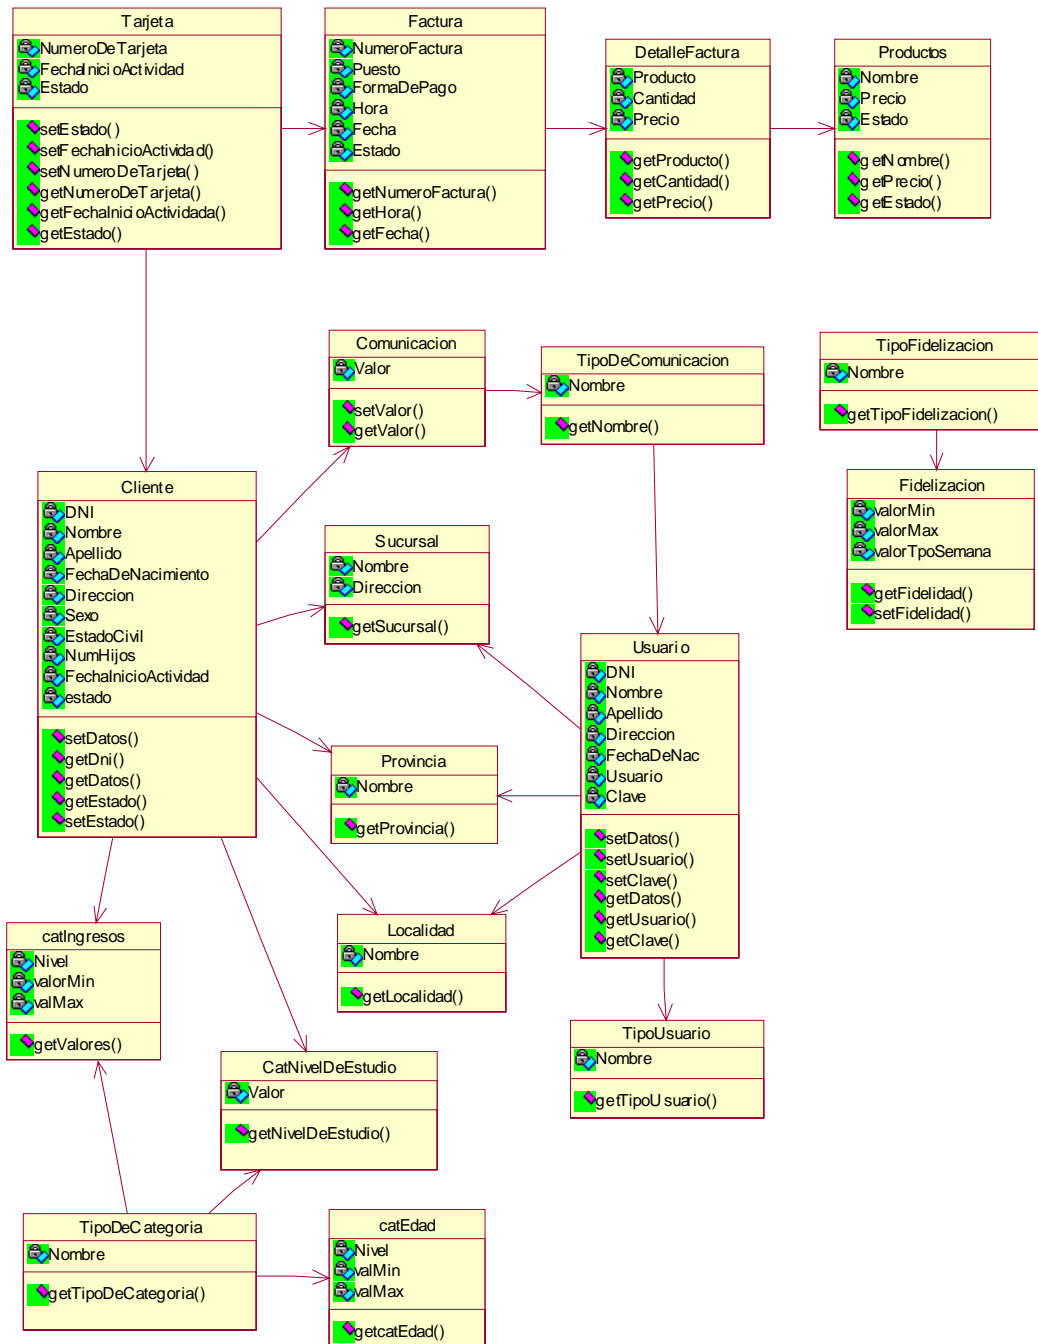 Tarjeta
NumeroDeTarjeta
FechaInicioActividad
Estado
setEstado()
setFechaInicioActividad()
setNumeroDeTarjeta()
getNumeroDeTarjeta()
getFechaInicioActividada()
getEstado()
Factura
NumeroFactura
Puesto
FormaDePago
Hora
Fecha
Estado
getNumeroFactura()
getHora()
getFecha()
DetalleFactura
Producto
Cantidad
Precio
getProducto()
getCantidad()
getPrecio()
Productos
Nombre
Precio
Estado
getNombre()
getPrecio()
getEstado()
Comunicacion
Valor
setValor()
getValor()
TipoDeComunicacion
Nombre
getNombre()
TipoFidelizacion
Nombre
getTipoFidelizacion()
Fidelizacion
valorMin
valorMax
valorTpoSemana
getFidelidad()
setFidelidad()
Cliente
DNI
Nombre
Apellido
FechaDeNacimiento
Direccion
Sexo
EstadoCivil
NumHijos
FechaInicioActividad
estado
setDatos()
getDni()
getDatos()
getEstado()
setEstado()
Sucursal
Nombre
Direccion
getSucursal()
Usuario
DNI
Nombre
Apellido
Direccion
FechaDeNac
Usuario
Clave
setDatos()
setUsuario()
setClave()
getDatos()
getUsuario()
getClave()
Provincia
Nombre
getProvincia()
Localidad
Nombre
getLocalidad()
catIngresos
Nivel
valorMin
valMax
getValores()
CatNivelDeEstudio
Valor
getNivelDeEstudio()
TipoUsuario
Nombre
getTipoUsuario()
TipoDeCategoria
Nombre
getTipoDeCategoria()
catEdad
Nivel
valMin
valMax
getcatEdad()